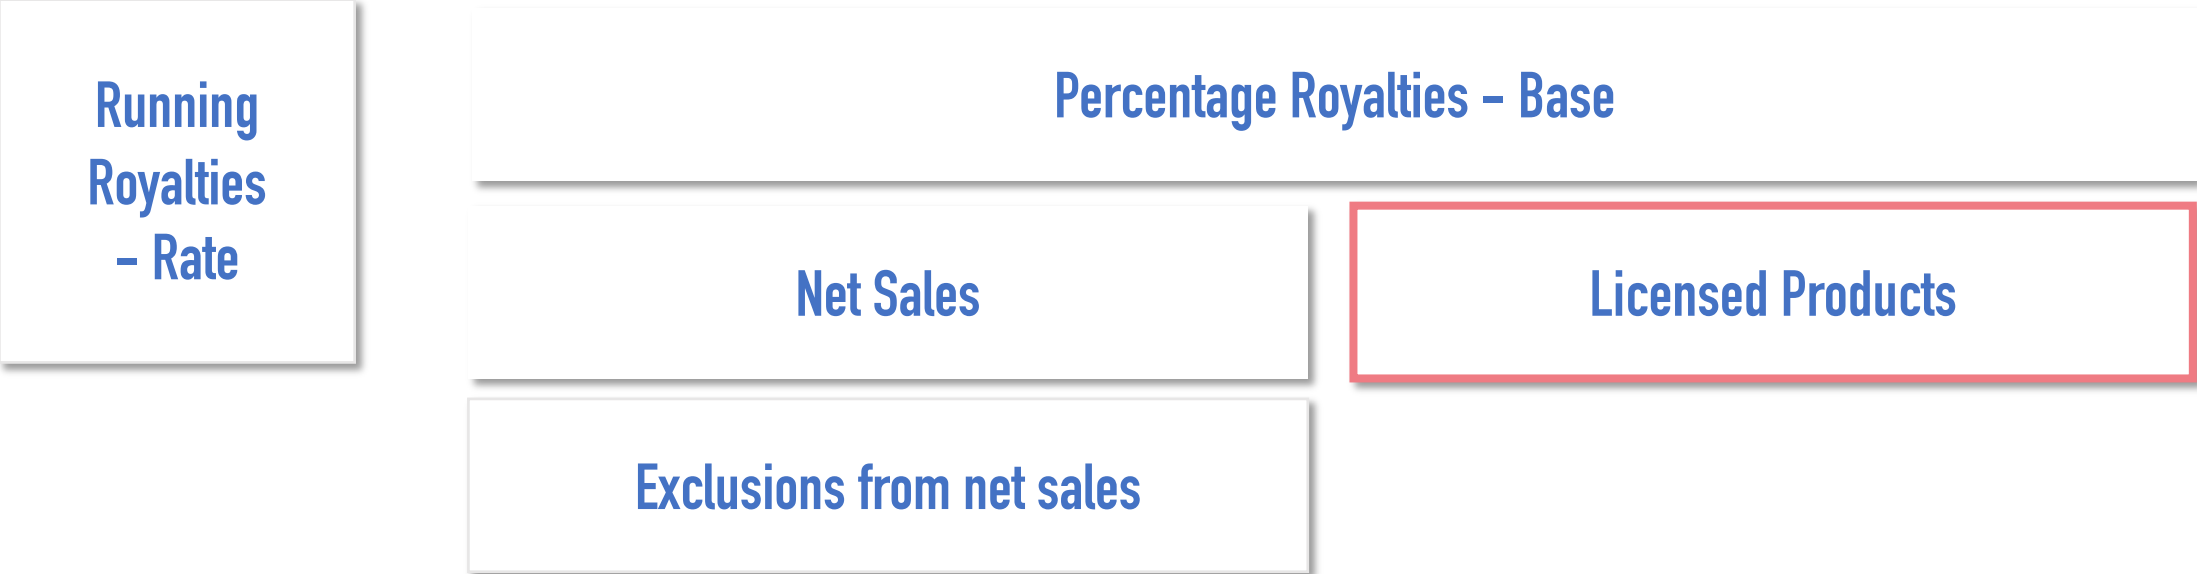 Running
Royalties
– Rate
Percentage Royalties – Base
Net Sales
Licensed Products
Exclusions from net sales